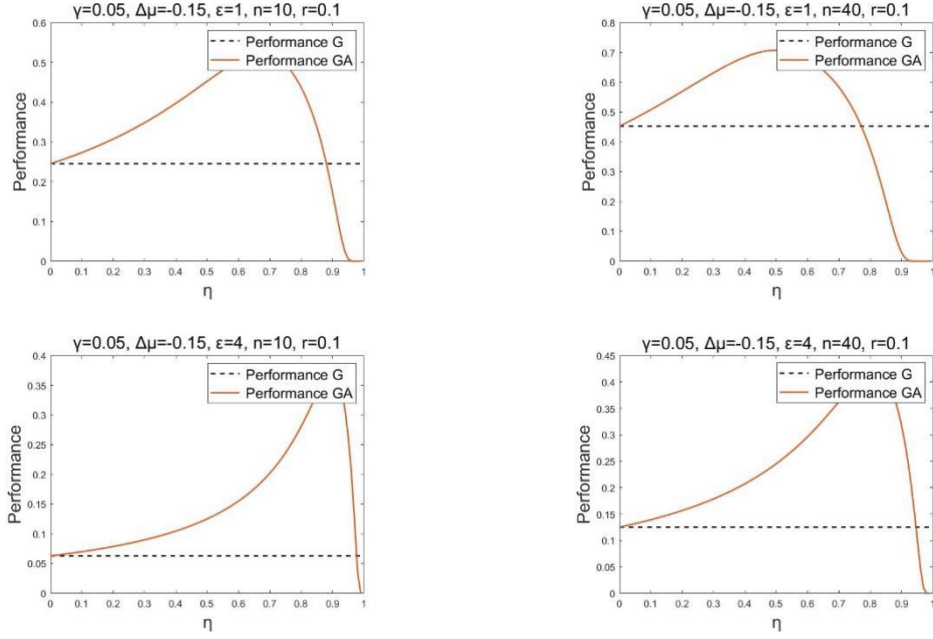 γ=0.05, Δμ=-0.15, ε=1, n=10, r=0.1
0.6
0.5
0.4
0.3
0.2
0.1
0
Performance
Performance G
Performance GA
0 0.1 0.2 0.3 0.4 0.5 0.6 0.7 0.8 0.9 1
η
γ=0.05, Δμ=-0.15, ε=1, n=40, r=0.1
0.8
0.7
0.6
0.5
0.4
0.3
0.2
0.1
0
Performance
Performance G
Performance GA
0 0.1 0.2 0.3 0.4 0.5 0.6 0.7 0.8 0.9 1
η
γ=0.05, Δμ=-0.15, ε=4, n=10, r=0.1
0.4
0.35
0.3
0.25
0.2
0.15
0.1
0.05
0
Performance
Performance G
Performance GA
0 0.1 0.2 0.3 0.4 0.5 0.6 0.7 0.8 0.9 1
η
γ=0.05, Δμ=-0.15, ε=4, n=40, r=0.1
0.45
0.4
0.35
0.3
0.25
0.2
0.15
0.1
0.05
0
Performance
Performance G
Performance GA
0 0.1 0.2 0.3 0.4 0.5 0.6 0.7 0.8 0.9 1
η